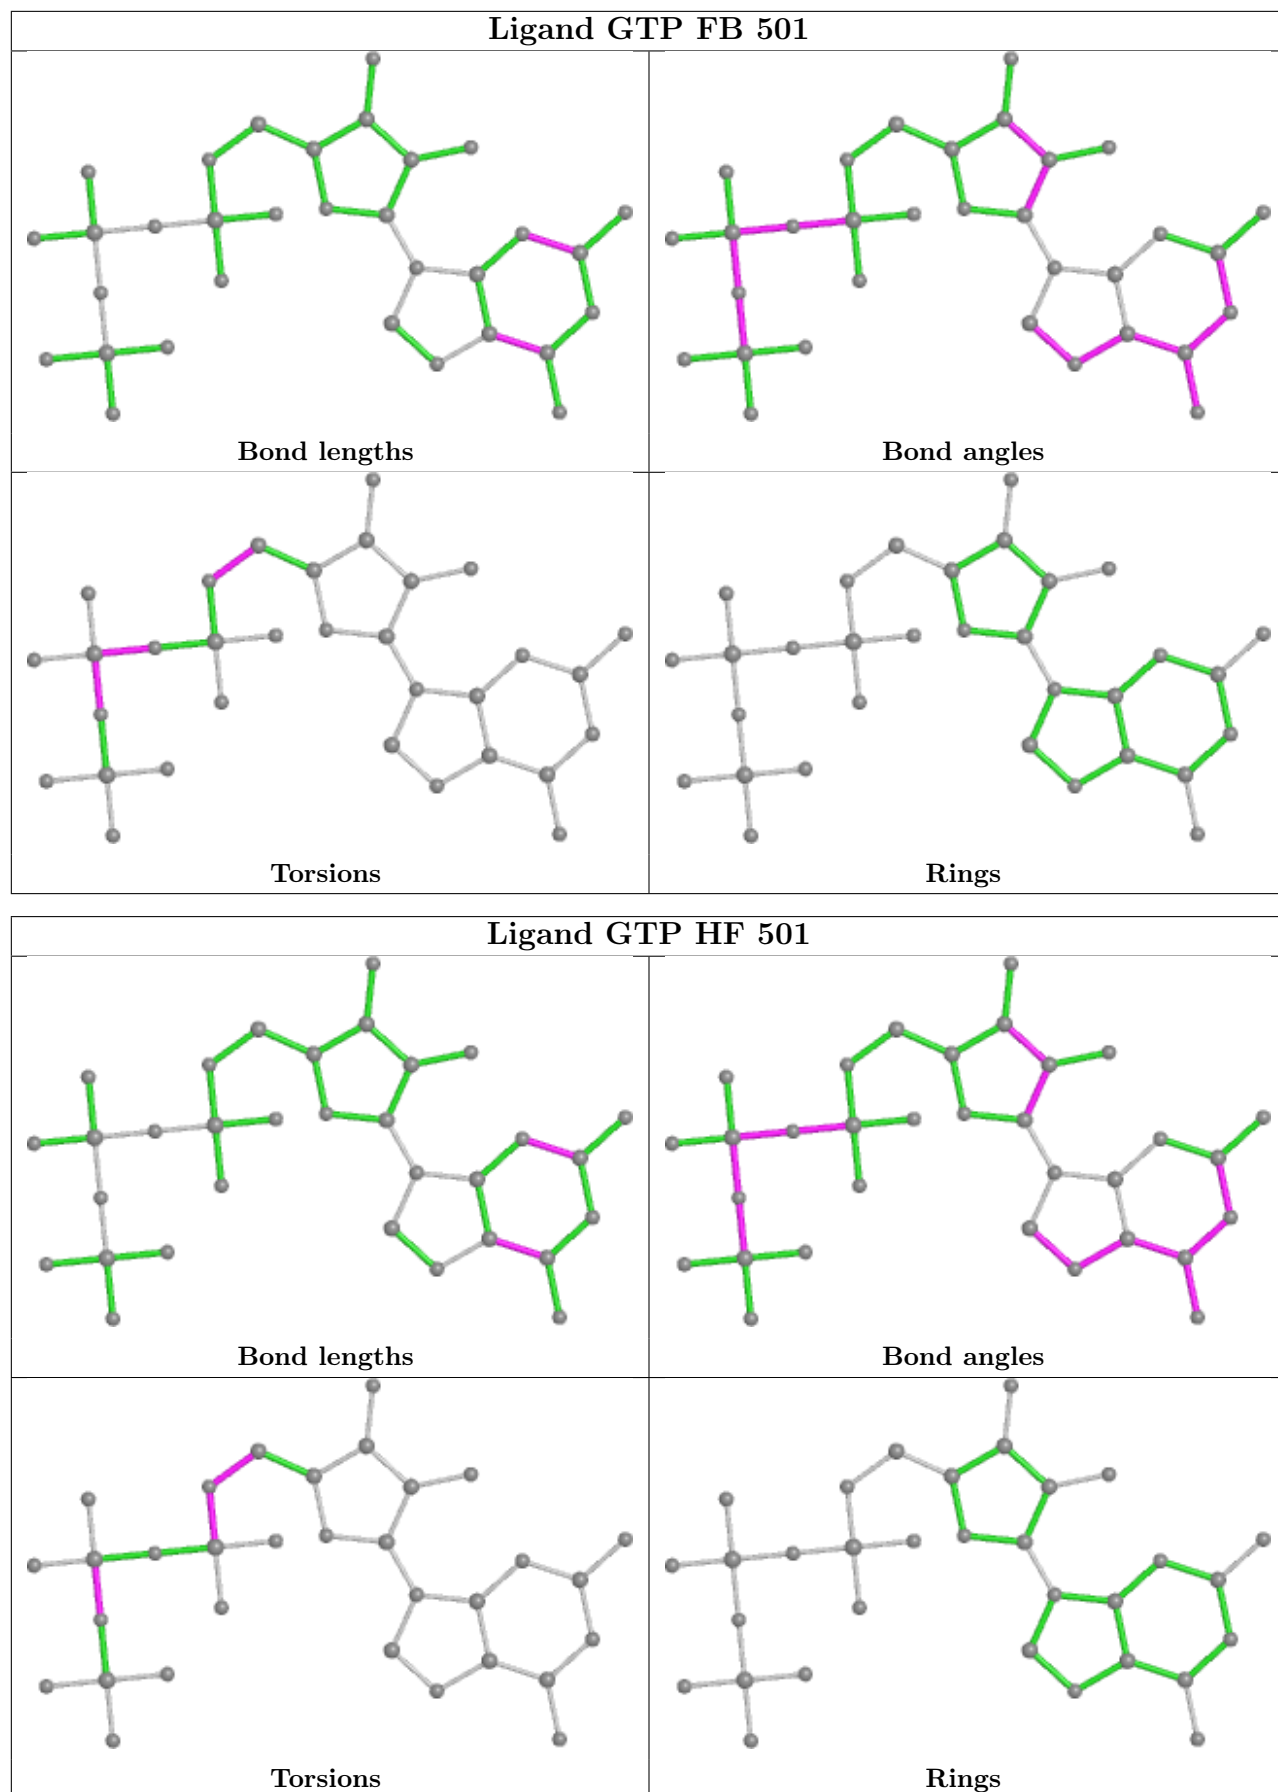 Ligand GTP FB 501
Bond lengths
Bond angles
Torsions
Rings
Ligand GTP HF 501
Bond lengths
Bond angles
Torsions
Rings